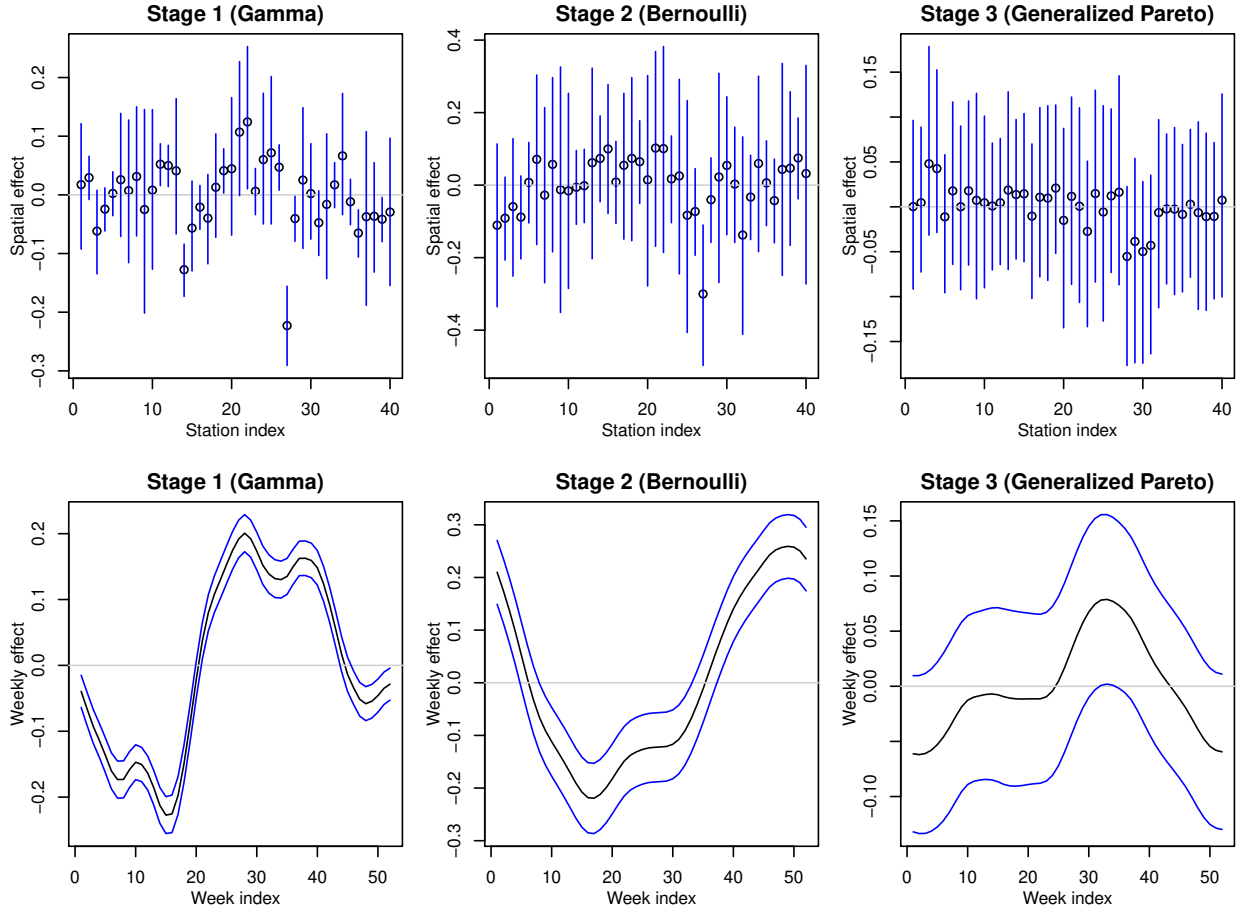 Stage 1 (Gamma)
Spatial effect
0.2
0.1
0.0
−0.1
−0.2
−0.3
0 10 20 30 40
Station index
Stage 2 (Bernoulli)
Spatial effect
0.4
0.2
0.0
−0.2
−0.4
0 10 20 30 40
Station index
Stage 3 (Generalized Pareto)
Spatial effect
0.15
0.05
−0.05
−0.15
0 10 20 30 40
Station index
Stage 1 (Gamma)
Weekly effect
0.2
0.1
0.0
−0.1
−0.2
0 10 20 30 40 50
Week index
Stage 2 (Bernoulli)
Weekly effect
0.3
0.2
0.1
0.0
−0.1
−0.2
−0.3
0 10 20 30 40 50
Week index
Stage 3 (Generalized Pareto)
Weekly effect
0.15
0.10
0.05
0.00
−0.10
0 10 20 30 40 50
Week index